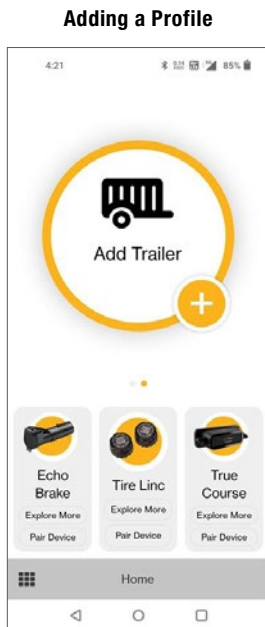 Adding a Profile
4:21
85%
Add Trailer
+
Echo
Brake
Explore More
Pair Device
Tire Linc
Explore More
Pair Device
True
Course
Explore More
Pair Device
Home